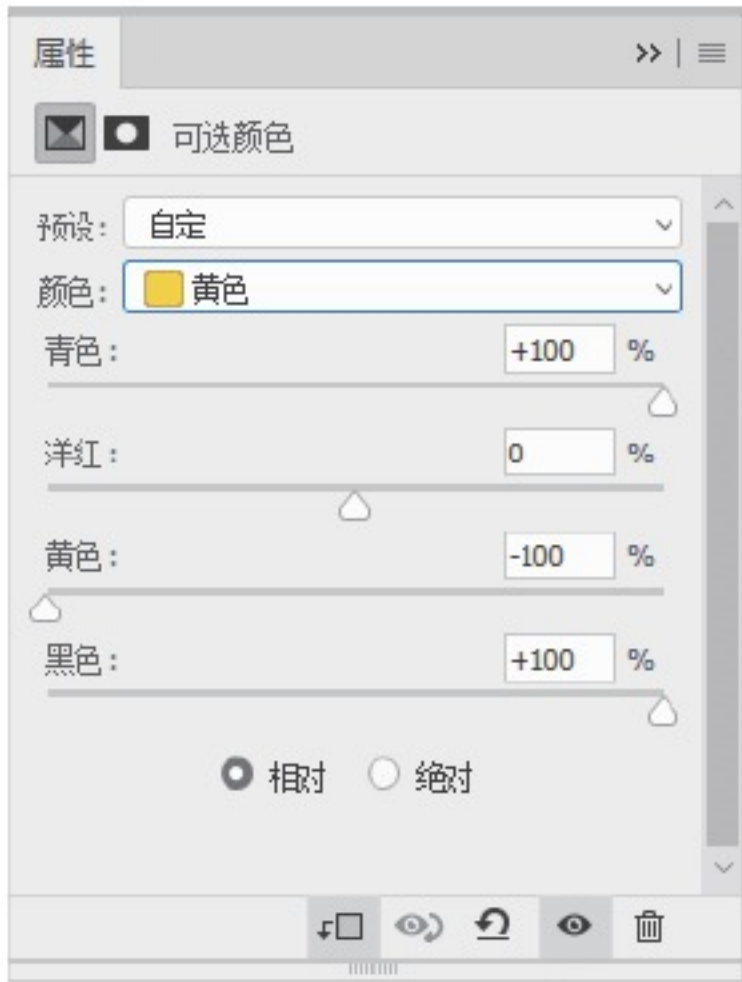 属性
可选颜色
预设: 自定
颜色: 黄色
青色: +100 %
洋红: 0 %
黄色: -100 %
黑色: +100 %
相对 绝对